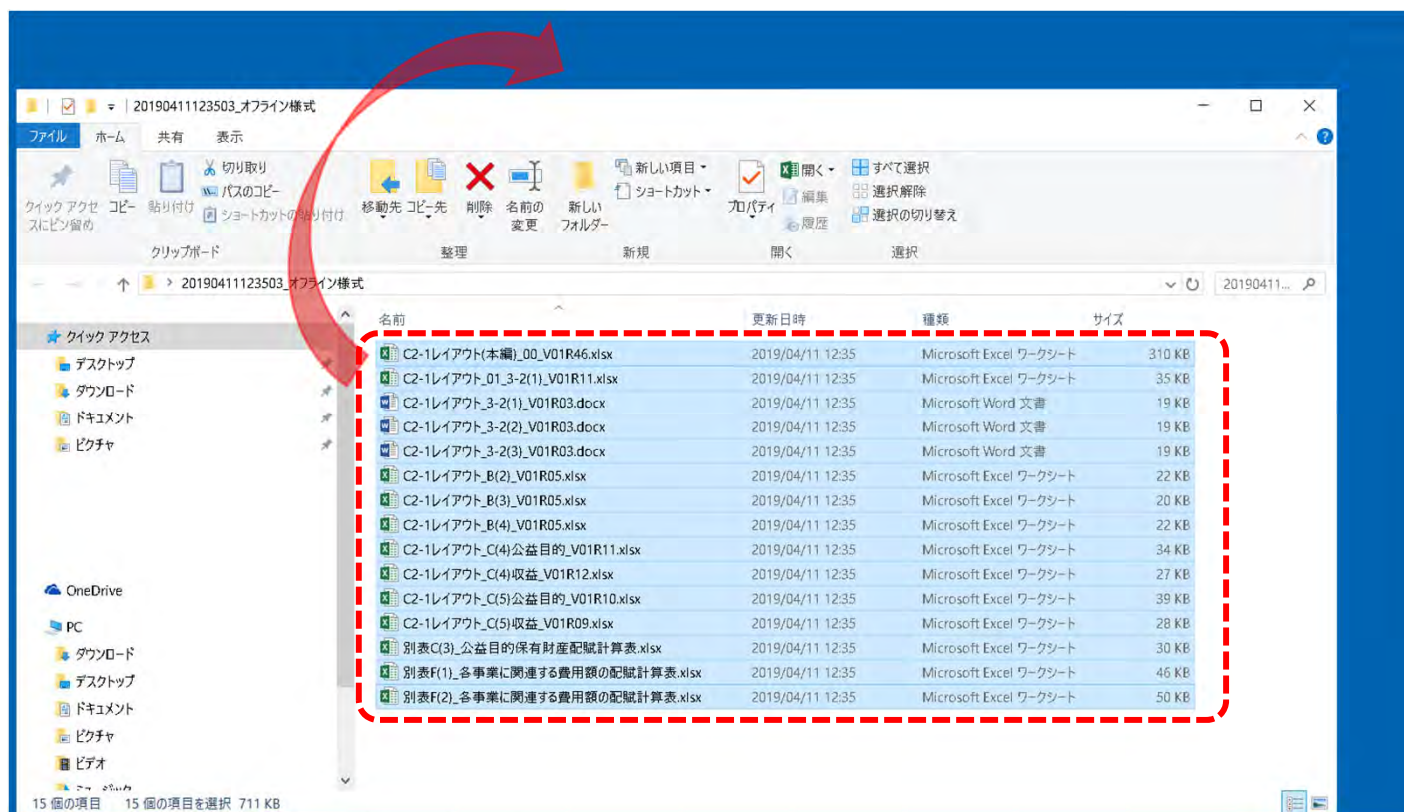 20190411123503_オフライン様式
ファイル ホーム 共有 表示
クイック アクセスにピン留め コピー 貼り付け 切り取り パスのコピー ショートカットの貼り付け
移動先 コピー先 削除 名前の変更 新しいフォルダー
新しい項目 ショートカット
プロパティ 開く 編集 履歴
すべて選択 選択解除 選択の切り替え
クリップボード 整理 新規 開く 選択
> 20190411123503_オフライン様式 20190411...
名前 更新日時 種類 サイズ
クイック アクセス
デスクトップ
ダウンロード
ドキュメント
ピクチャ
OneDrive
PC
ダウンロード
デスクトップ
ドキュメント
ピクチャ
ビデオ
C2-1レイアウト(本編)_00_V01R46.xlsx 2019/04/11 12:35 Microsoft Excel ワークシート 310 KB
C2-1レイアウト_01_3-2(1)_V01R11.xlsx 2019/04/11 12:35 Microsoft Excel ワークシート 35 KB
C2-1レイアウト_3-2(1)_V01R03.docx 2019/04/11 12:35 Microsoft Word 文書 19 KB
C2-1レイアウト_3-2(2)_V01R03.docx 2019/04/11 12:35 Microsoft Word 文書 19 KB
C2-1レイアウト_3-2(3)_V01R03.docx 2019/04/11 12:35 Microsoft Word 文書 19 KB
C2-1レイアウト_B(2)_V01R05.xlsx 2019/04/11 12:35 Microsoft Excel ワークシート 22 KB
C2-1レイアウト_B(3)_V01R05.xlsx 2019/04/11 12:35 Microsoft Excel ワークシート 20 KB
C2-1レイアウト_B(4)_V01R05.xlsx 2019/04/11 12:35 Microsoft Excel ワークシート 22 KB
C2-1レイアウト_C(4)公益目的_V01R11.xlsx 2019/04/11 12:35 Microsoft Excel ワークシート 34 KB
C2-1レイアウト_C(4)収益_V01R12.xlsx 2019/04/11 12:35 Microsoft Excel ワークシート 27 KB
C2-1レイアウト_C(5)公益目的_V01R10.xlsx 2019/04/11 12:35 Microsoft Excel ワークシート 39 KB
C2-1レイアウト_C(5)収益_V01R09.xlsx 2019/04/11 12:35 Microsoft Excel ワークシート 28 KB
別表C(3)_公益目的保有財産配賦計算表.xlsx 2019/04/11 12:35 Microsoft Excel ワークシート 30 KB
別表F(1)_各事業に関連する費用額の配賦計算表.xlsx 2019/04/11 12:35 Microsoft Excel ワークシート 46 KB
別表F(2)_各事業に関連する費用額の配賦計算表.xlsx 2019/04/11 12:35 Microsoft Excel ワークシート 50 KB
15 個の項目 15 個の項目を選択 711 KB